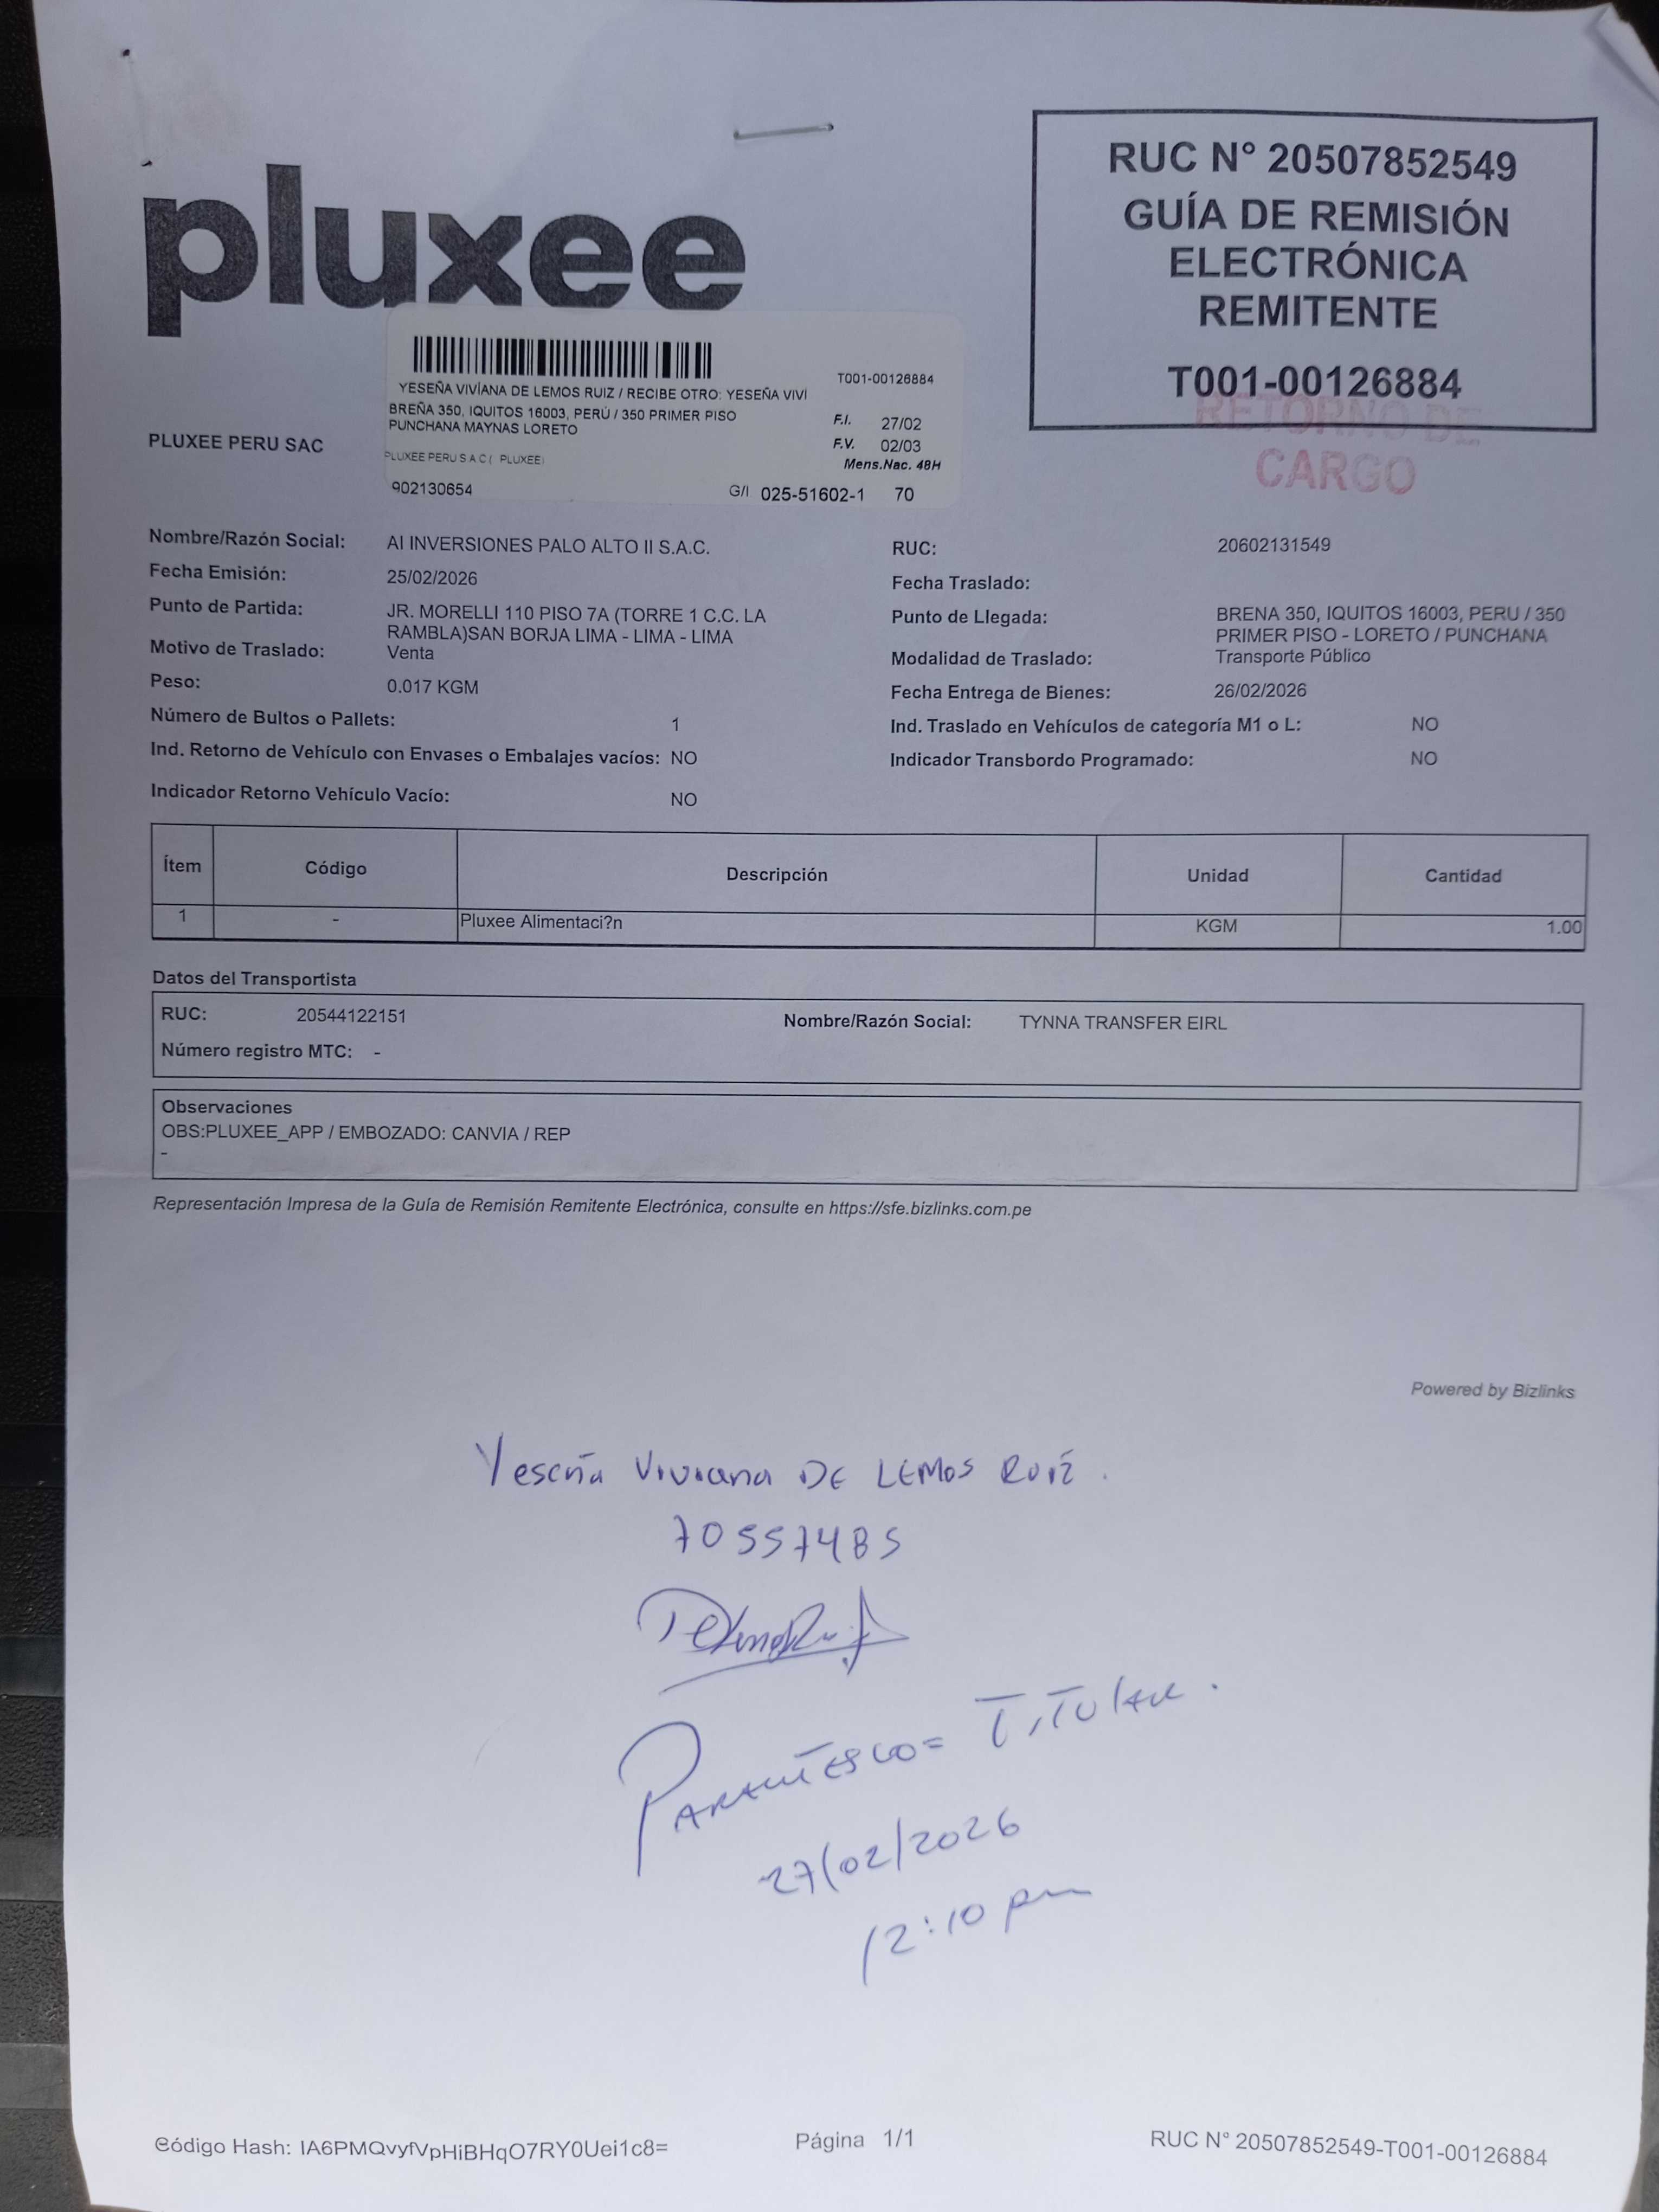 pluxee
RUC N° 20507852549
GUÍA DE REMISIÓN
ELECTRÓNICA
REMITENTE
T001-00126884
RETORNO DE
CARGO
PLUXEE PERU SAC
T001-00126884
YESEÑA VIVÍANA DE LEMOS RUIZ / RECIBE OTRO: YESEÑA VIVI
BREÑA 350, IQUITOS 16003, PERÚ / 350 PRIMER PISO
PUNCHANA MAYNAS LORETO
F.I. 27/02
F.V. 02/03
Mens.Nac. 48H
PLUXEE PERU S A C ( PLUXEE)
902130654
G/I 025-51602-1 70
Nombre/Razón Social: AI INVERSIONES PALO ALTO II S.A.C.
RUC: 20602131549
Fecha Emisión: 25/02/2026
Fecha Traslado:
Punto de Partida: JR. MORELLI 110 PISO 7A (TORRE 1 C.C. LA
RAMBLA)SAN BORJA LIMA - LIMA - LIMA
Punto de Llegada: BRENA 350, IQUITOS 16003, PERU / 350
PRIMER PISO - LORETO / PUNCHANA
Motivo de Traslado: Venta
Modalidad de Traslado: Transporte Público
Peso: 0.017 KGM
Fecha Entrega de Bienes: 26/02/2026
Número de Bultos o Pallets: 1
Ind. Traslado en Vehículos de categoría M1 o L: NO
Ind. Retorno de Vehículo con Envases o Embalajes vacíos: NO
Indicador Transbordo Programado: NO
Indicador Retorno Vehículo Vacío: NO
Ítem Código Descripción Unidad Cantidad
1 - Pluxee Alimentaci?n KGM 1.00
Datos del Transportista
RUC: 20544122151 Nombre/Razón Social: TYNNA TRANSFER EIRL
Número registro MTC: -
Observaciones
OBS:PLUXEE_APP / EMBOZADO: CANVIA / REP
-
Representación Impresa de la Guía de Remisión Remitente Electrónica, consulte en https://sfe.bizlinks.com.pe
Powered by Bizlinks
Yeseña Viviana DE LEMOS RUIZ.
70557485
PARENTESCO= TITULAR.
27/02/2026
12:10 pm
Código Hash: IA6PMQvyfVpHiBHqO7RY0Uei1c8=
Página 1/1
RUC N° 20507852549-T001-00126884